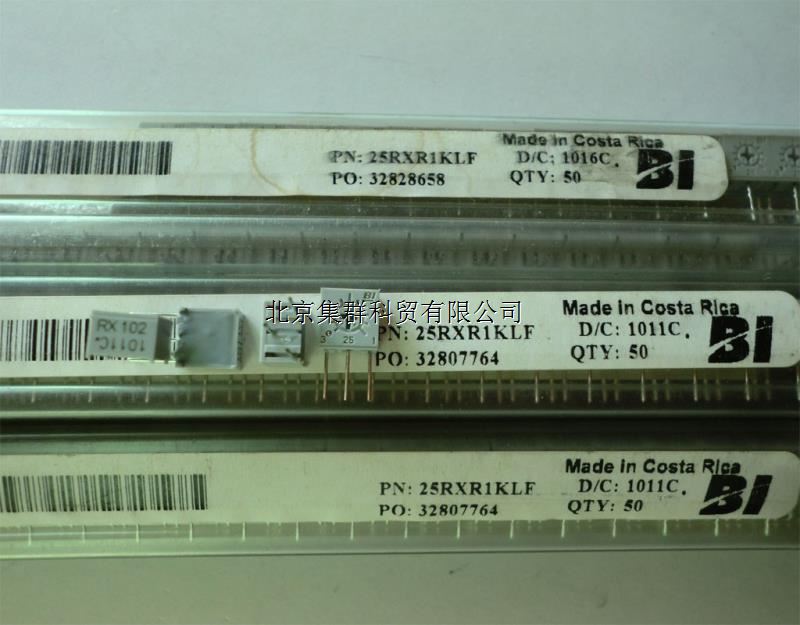 Made in Costa Rica
PN: 25RXR1KLF D/C: 1016C.
PO: 32828658 QTY: 50
BI
北京集群科贸有限公司
Made in Costa Rica
PN: 25RXR1KLF D/C: 1011C.
PO: 32807764 QTY: 50
BI
RX 102
1011C
BI
25
Made in Costa Rica
PN: 25RXR1KLF D/C: 1011C.
PO: 32807764 QTY: 50
BI